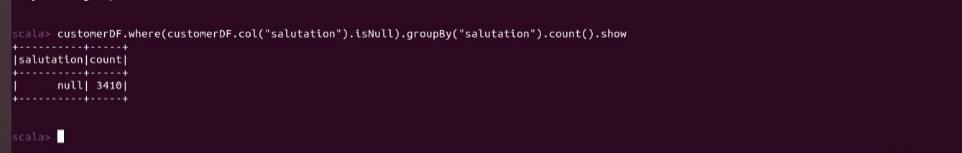 scala> customerDF.where(customerDF.col("salutation").isNull).groupBy("salutation").count().show
+----------+-----+
|salutation|count|
+----------+-----+
|      null| 3410|
+----------+-----+
scala>